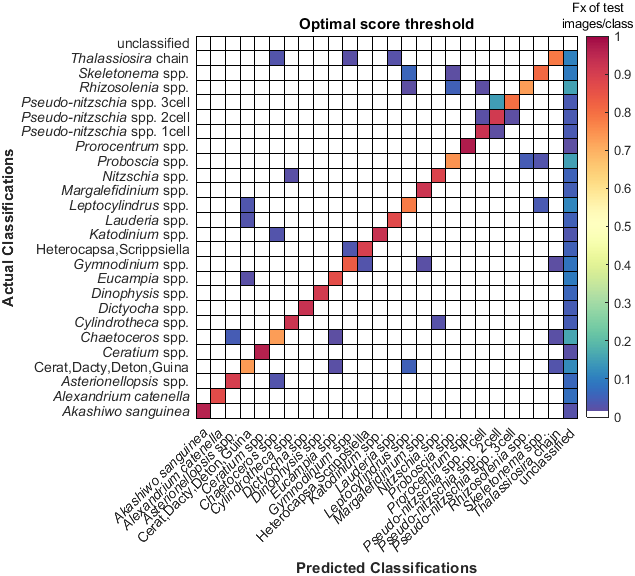 Optimal score threshold
Fx of test
images/class
unclassified
Thalassiosira chain
Skeletonema spp.
Rhizosolenia spp.
Pseudo-nitzschia spp. 3cell
Pseudo-nitzschia spp. 2cell
Pseudo-nitzschia spp. 1cell
Prorocentrum spp.
Proboscia spp.
Nitzschia spp.
Margalefidinium spp.
Leptocylindrus spp.
Lauderia spp.
Katodinium spp.
Heterocapsa,Scrippsiella
Gymnodinium spp.
Eucampia spp.
Dinophysis spp.
Dictyocha spp.
Cylindrotheca spp.
Chaetoceros spp.
Ceratium spp.
Cerat,Dacty,Deton,Guina
Asterionellopsis spp.
Alexandrium catenella
Akashiwo sanguinea
Actual Classifications
1
0.9
0.8
0.7
0.6
0.5
0.4
0.3
0.2
0.1
0
Akashiwo sanguinea
Alexandrium catenella
Asterionellopsis spp
Cerat,Dacty,Deton,Guina
Ceratium spp
Chaetoceros spp
Cylindrotheca spp
Dictyocha spp
Dinophysis spp
Eucampia spp
Gymnodinium spp
Heterocapsa,Scrippsiella
Katodinium spp
Lauderia spp
Leptocylindrus spp
Margalefidinium spp
Nitzschia spp
Proboscia spp
Prorocentrum spp
Pseudo-nitzschia spp. 1cell
Pseudo-nitzschia spp. 2cell
Pseudo-nitzschia spp. 3cell
Rhizosolenia spp
Skeletonema spp
Thalassiosira chain
unclassified
Predicted Classifications